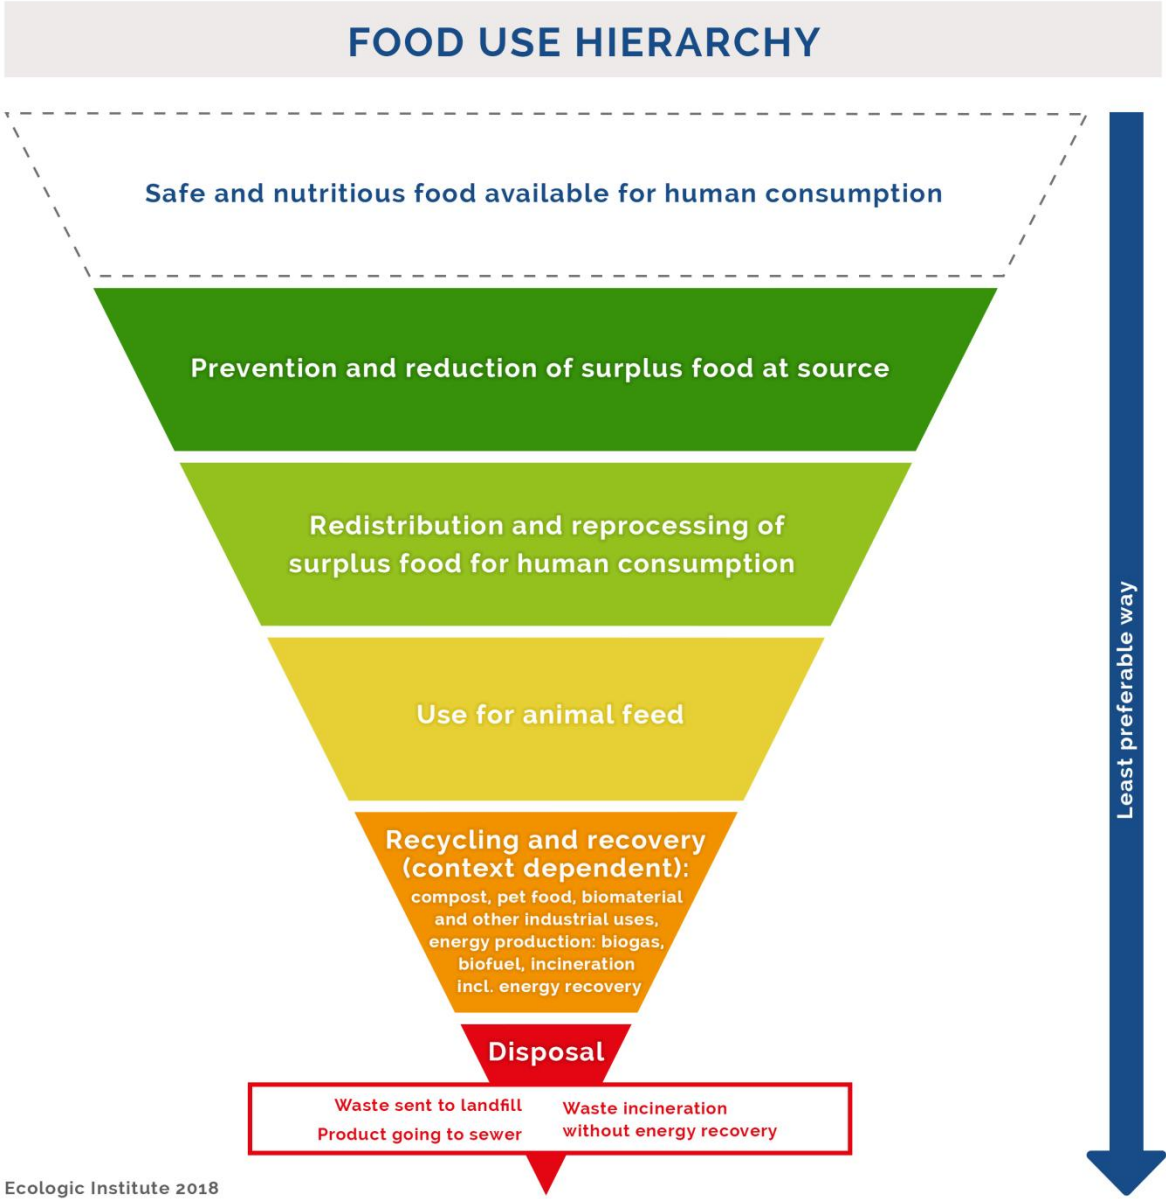 FOOD USE HIERARCHY
Safe and nutritious food available for human consumption
Prevention and reduction of surplus food at source
Redistribution and reprocessing of
surplus food for human consumption
Use for animal feed
Recycling and recovery
(context dependent):
compost, pet food, biomaterial
and other industrial uses,
energy production: biogas,
biofuel, incineration
incl. energy recovery
Disposal
Waste sent to landfill
Product going to sewer
Waste incineration
without energy recovery
Least preferable way
Ecologic Institute 2018